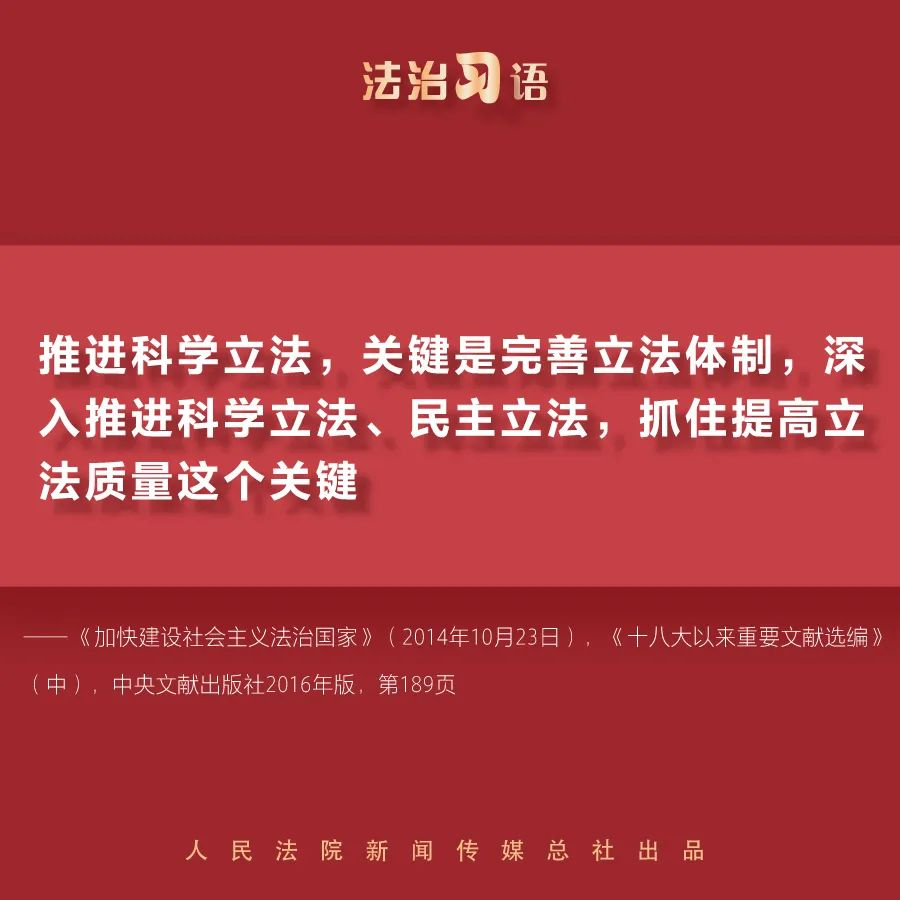 法治习语
推进科学立法，关键是完善立法体制，深
入推进科学立法、民主立法，抓住提高立
法质量这个关键
——《加快建设社会主义法治国家》（2014年10月23日），《十八大以来重要文献选编》
（中），中央文献出版社2016年版，第189页
人民法院新闻传媒总社出品